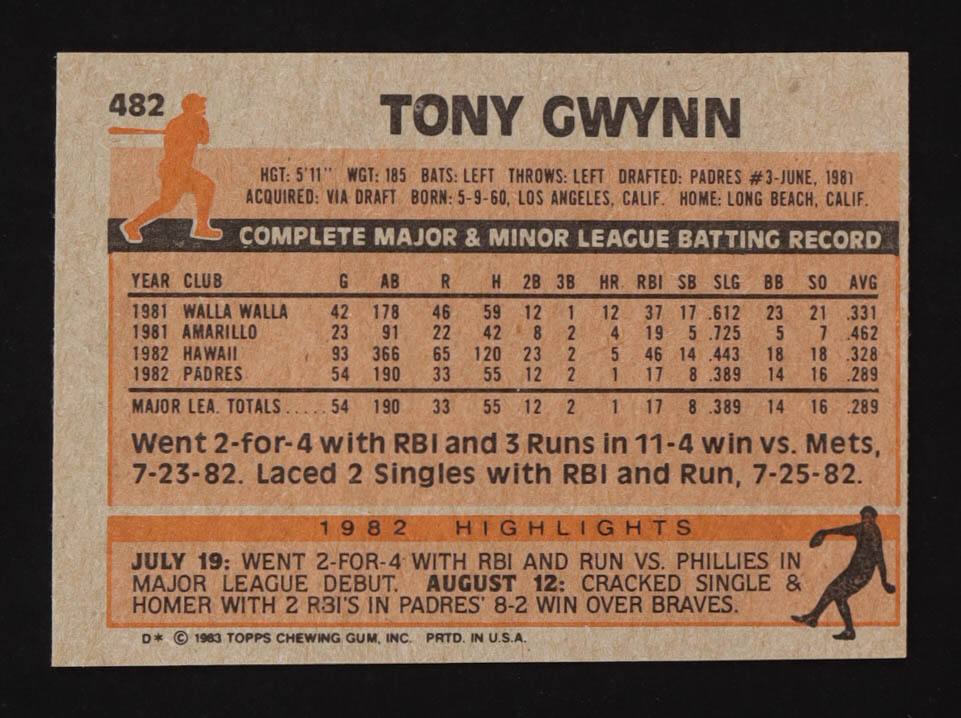 482
TONY GWYNN
HGT: 5'11" WGT: 185 BATS: LEFT THROWS: LEFT DRAFTED: PADRES #3-JUNE, 1981
ACQUIRED: VIA DRAFT BORN: 5-9-60, LOS ANGELES, CALIF. HOME: LONG BEACH, CALIF.
COMPLETE MAJOR & MINOR LEAGUE BATTING RECORD
YEAR CLUB G AB R H 2B 3B HR RBI SB SLG BB SO AVG
1981 WALLA WALLA 42 178 46 59 12 1 12 37 17 .612 23 21 .331
1981 AMARILLO 23 91 22 42 8 2 4 19 5 .725 5 7 .462
1982 HAWAII 93 366 65 120 23 2 5 46 14 .443 18 18 .328
1982 PADRES 54 190 33 55 12 2 1 17 8 .389 14 16 .289
MAJOR LEA. TOTALS.....54 190 33 55 12 2 1 17 8 .389 14 16 .289
Went 2-for-4 with RBI and 3 Runs in 11-4 win vs. Mets,
7-23-82. Laced 2 Singles with RBI and Run, 7-25-82.
1982 HIGHLIGHTS
JULY 19: WENT 2-FOR-4 WITH RBI AND RUN VS. PHILLIES IN
MAJOR LEAGUE DEBUT. AUGUST 12: CRACKED SINGLE &
HOMER WITH 2 RBI'S IN PADRES' 8-2 WIN OVER BRAVES.
D* © 1983 TOPPS CHEWING GUM, INC. PRTD. IN U.S.A.